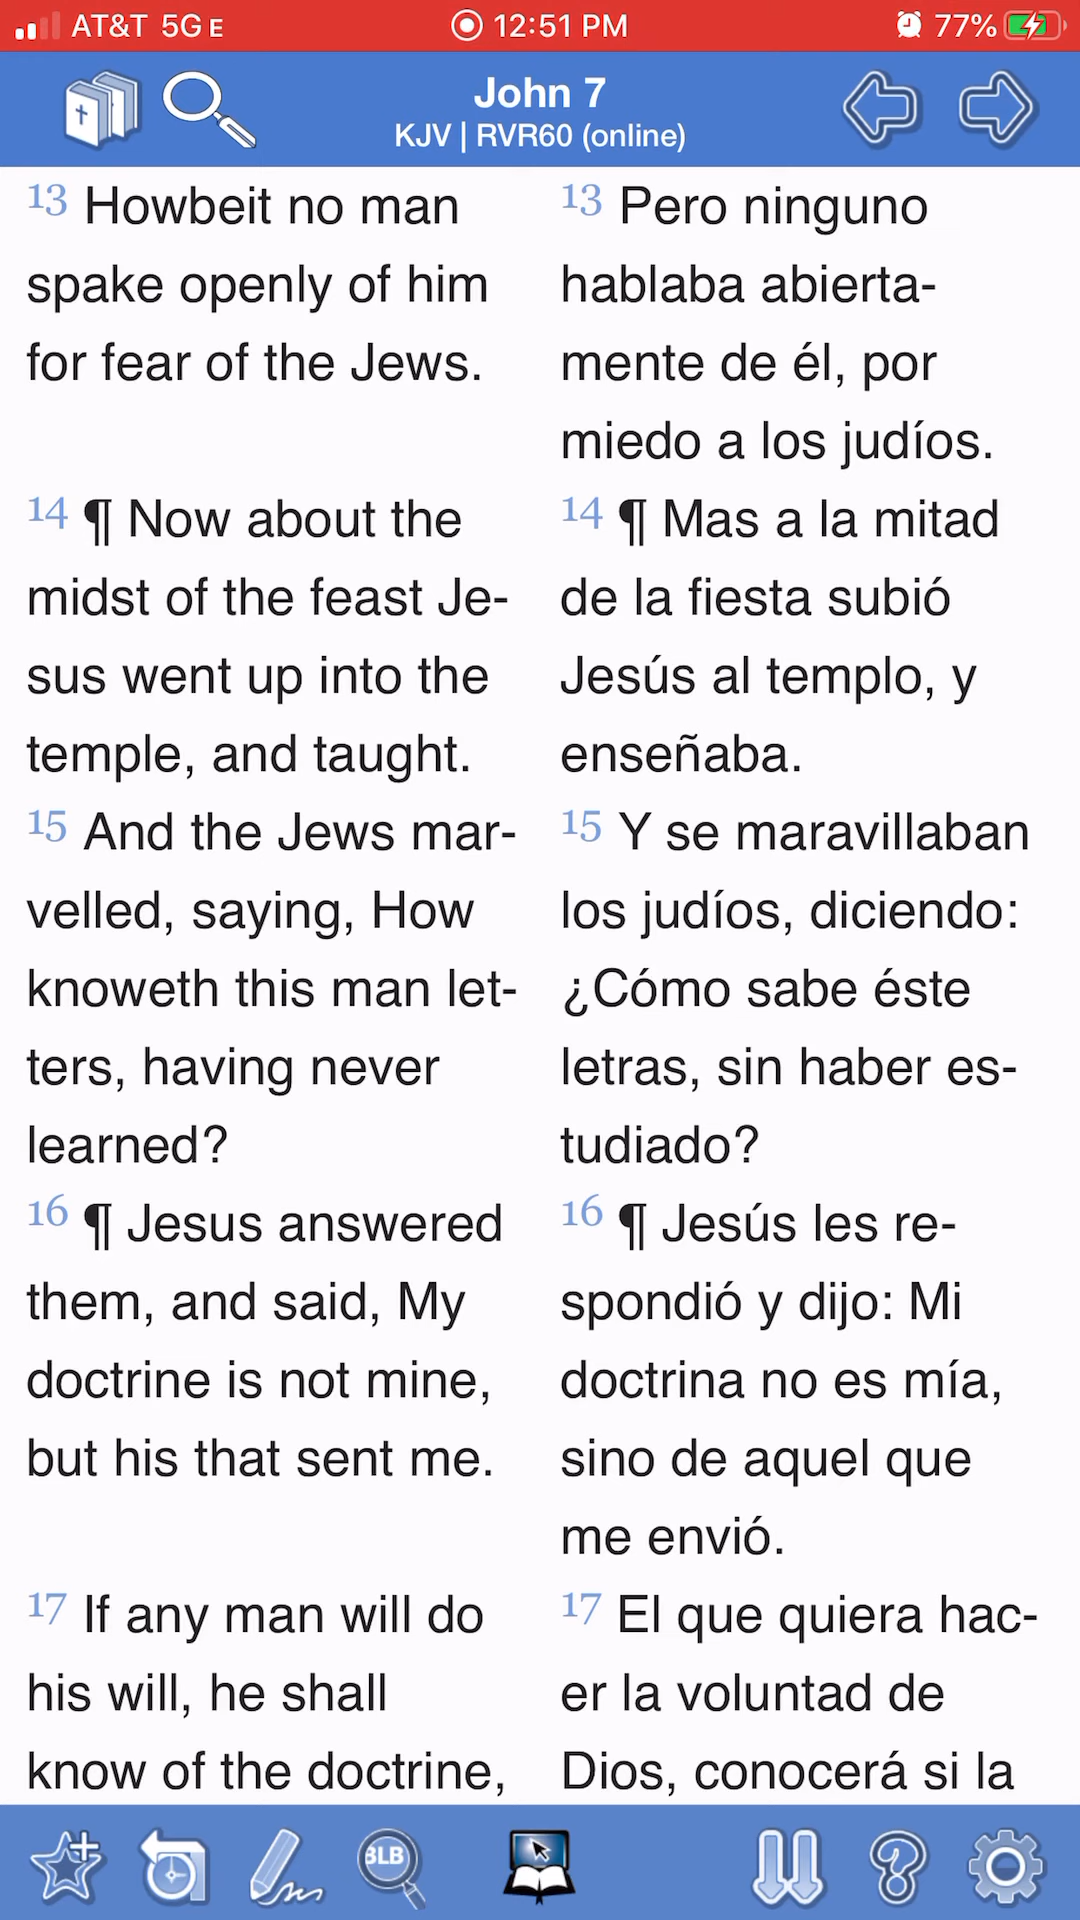 AT&T 5GE 12:51 PM 77%
John 7
KJV | RVR60 (online)
13 Howbeit no man
spake openly of him
for fear of the Jews.
13 Pero ninguno
hablaba abierta-
mente de él, por
miedo a los judíos.
14 ¶ Now about the
midst of the feast Je-
sus went up into the
temple, and taught.
14 ¶ Mas a la mitad
de la fiesta subió
Jesús al templo, y
enseñaba.
15 And the Jews mar-
velled, saying, How
knoweth this man let-
ters, having never
learned?
15 Y se maravillaban
los judíos, diciendo:
¿Cómo sabe éste
letras, sin haber es-
tudiado?
16 ¶ Jesus answered
them, and said, My
doctrine is not mine,
but his that sent me.
16 ¶ Jesús les re-
spondió y dijo: Mi
doctrina no es mía,
sino de aquel que
me envió.
17 If any man will do
his will, he shall
know of the doctrine,
17 El que quiera hac-
er la voluntad de
Dios, conocerá si la
BLB